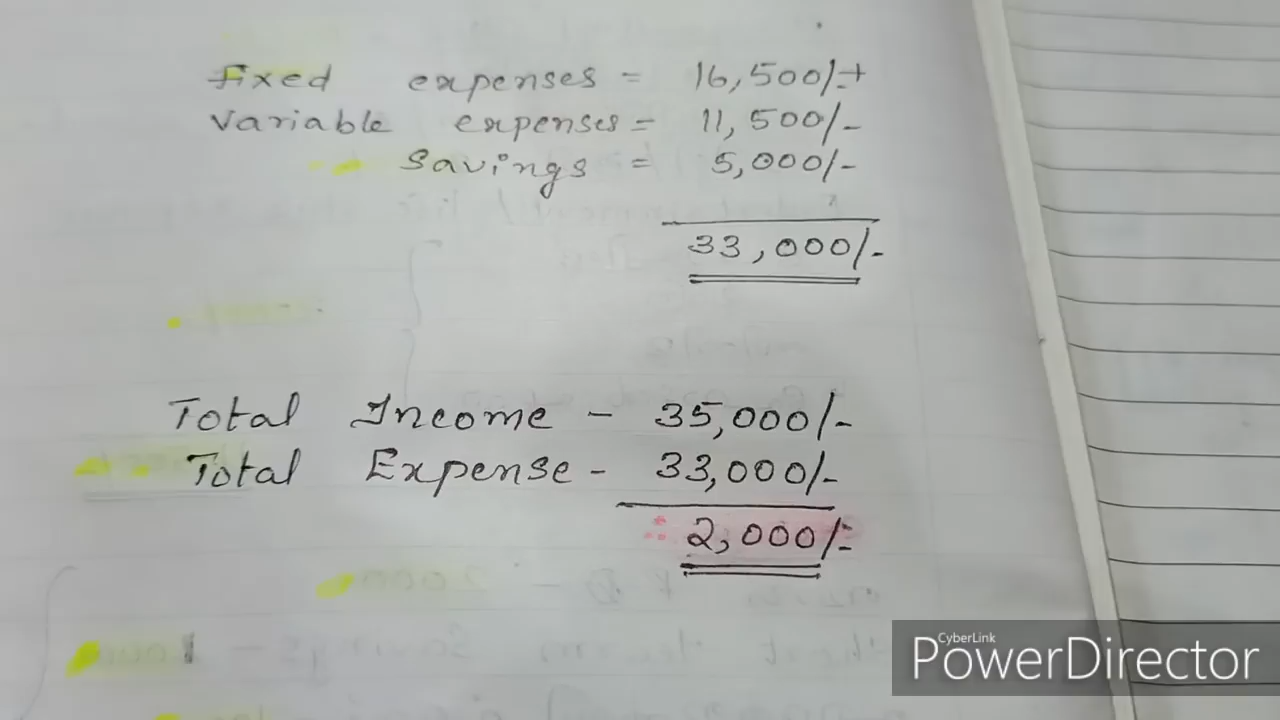 Fixed expenses = 16,500/-+
Variable expenses = 11,500/-
Savings = 5,000/-
33,000/-
Total Income - 35,000/-
Total Expense - 33,000/-
2,000/-
CyberLink
PowerDirector